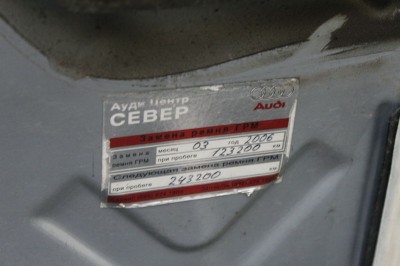 Ауди Центр
СЕВЕР
Audi
Замена ремня ГРМ
Замена ремня ГРМ месяц 03 год 2006
при пробеге 123200 км
Следующая замена ремня ГРМ
при пробеге 243200 км